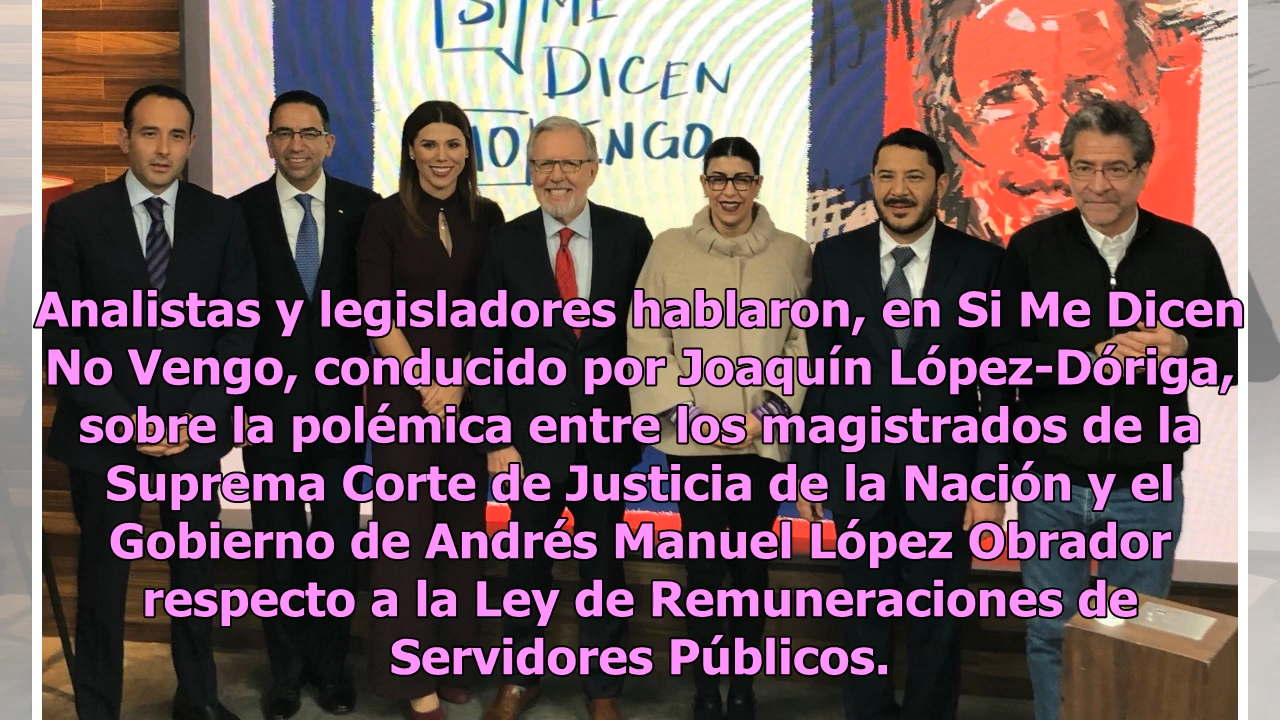 SI ME
DICEN
NO VENGO
Analistas y legisladores hablaron, en Si Me Dicen
No Vengo, conducido por Joaquín López-Dóriga,
sobre la polémica entre los magistrados de la
Suprema Corte de Justicia de la Nación y el
Gobierno de Andrés Manuel López Obrador
respecto a la Ley de Remuneraciones de
Servidores Públicos.